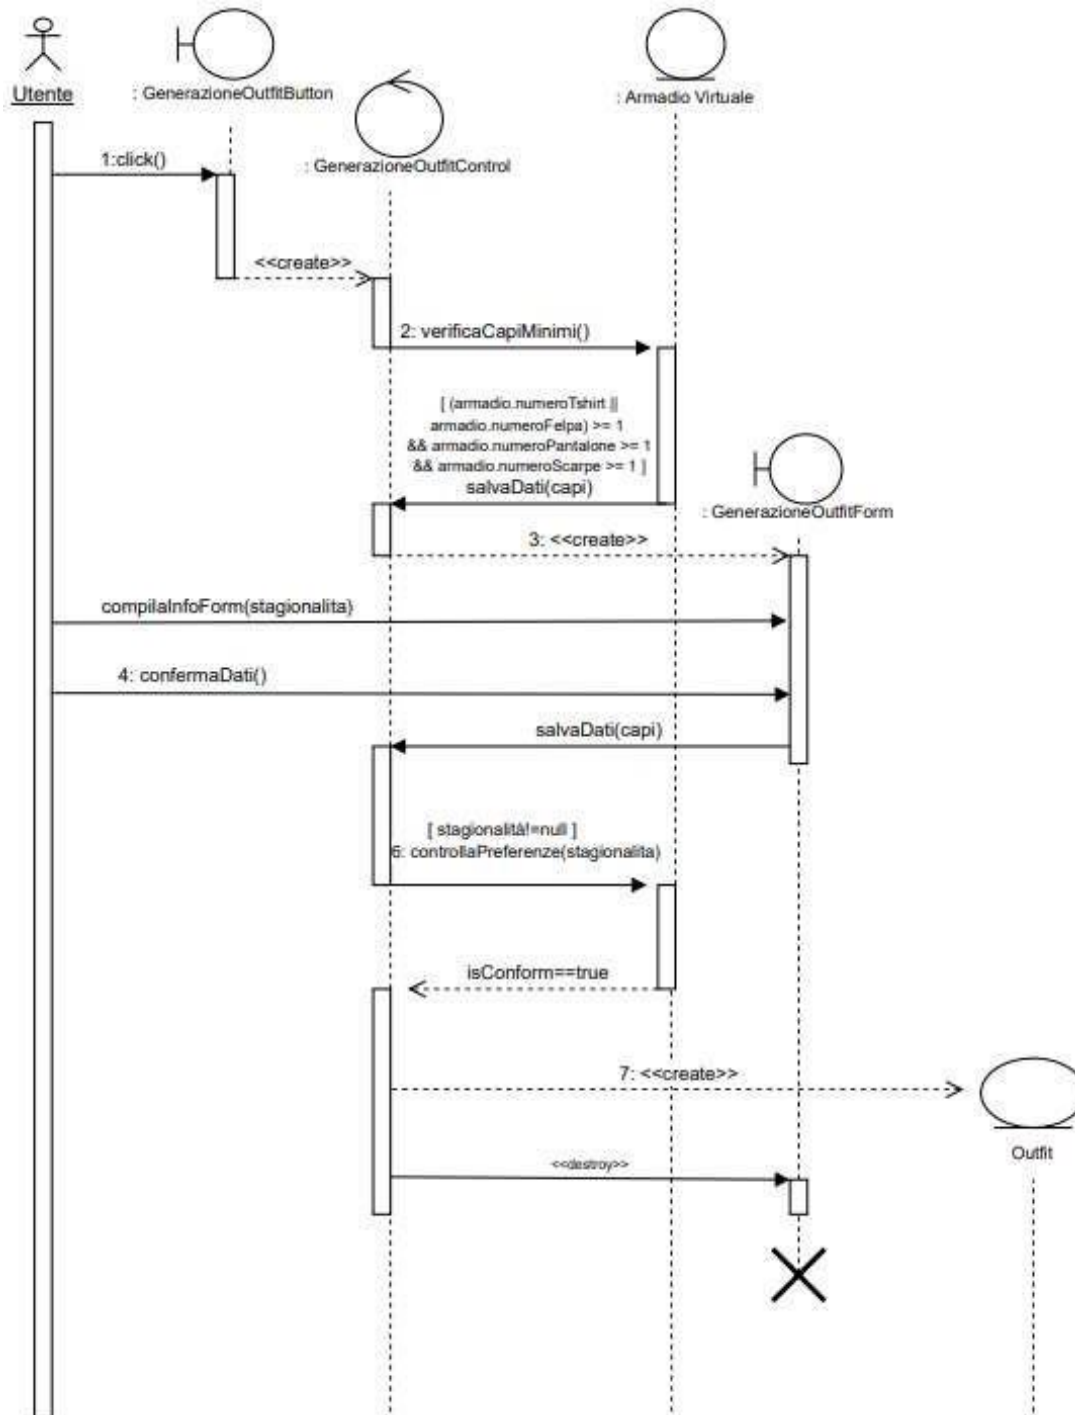 Utente
: GenerazioneOutfitButton
: GenerazioneOutfitControl
: Armadio Virtuale
1:click()
<<create>>
2: verificaCapiMinimi()
[ (armadio.numeroTshirt ||
armadio.numeroFelpa) >= 1
&& armadio.numeroPantalone >= 1
&& armadio.numeroScarpe >= 1 ]
salvaDati(capi)
: GenerazioneOutfitForm
3: <<create>>
compilaInfoForm(stagionalita)
4: confermaDati()
salvaDati(capi)
[ stagionalità!=null ]
6: controllaPreferenze(stagionalita)
isConform==true
7: <<create>>
Outfit
<<destroy>>